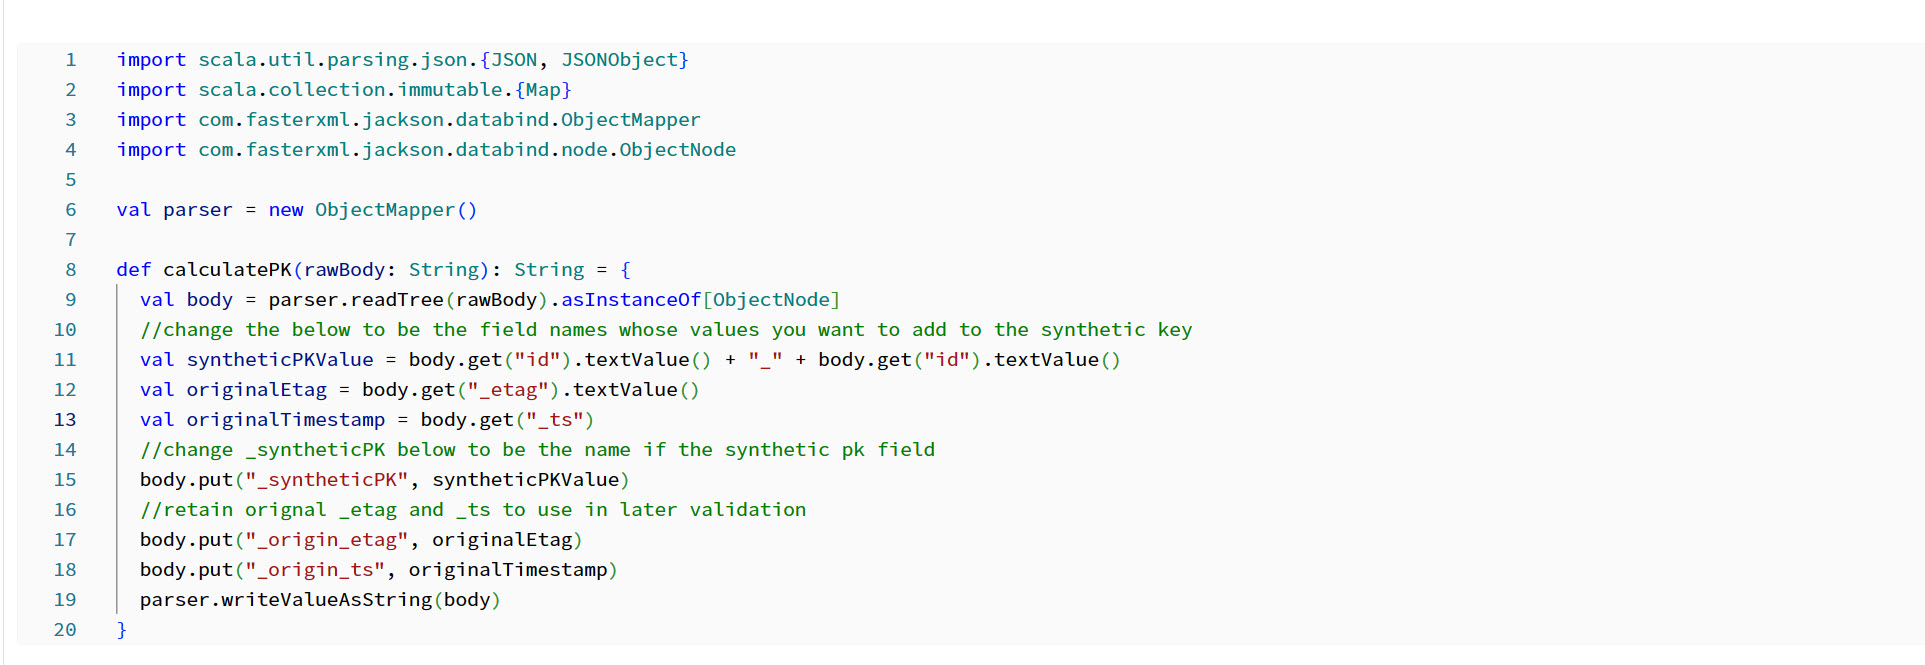 1 import scala.util.parsing.json.{JSON, JSONObject}
2 import scala.collection.immutable.{Map}
3 import com.fasterxml.jackson.databind.ObjectMapper
4 import com.fasterxml.jackson.databind.node.ObjectNode
5
6 val parser = new ObjectMapper()
7
8 def calculatePK(rawBody: String): String = {
9 val body = parser.readTree(rawBody).asInstanceOf[ObjectNode]
10 //change the below to be the field names whose values you want to add to the synthetic key
11 val syntheticPKValue = body.get("id").textValue() + "_" + body.get("id").textValue()
12 val originalEtag = body.get("_etag").textValue()
13 val originalTimestamp = body.get("_ts")
14 //change _syntheticPK below to be the name if the synthetic pk field
15 body.put("_syntheticPK", syntheticPKValue)
16 //retain orignal _etag and _ts to use in later validation
17 body.put("_origin_etag", originalEtag)
18 body.put("_origin_ts", originalTimestamp)
19 parser.writeValueAsString(body)
20 }